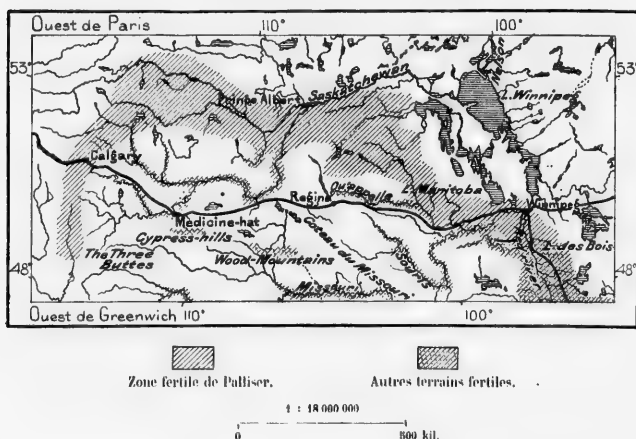 Ouest de Paris 110° 100°
53° 53°
Prince Albert Saskatchewan Nelson
L. Winnipeg
Calgary
Qu'appelle L. Manitoba
Regina Winnipeg
Medicine-hat
Cypress-hills L. des Bois
The Three Buttes Wood-Mountains Coteau du Missouri Souris
48° 48°
Missouri
Ouest de Greenwich 110° 100°
Zone fertile de Palliser. Autres terrains fertiles.
1 : 18 000 000
0 500 kil.